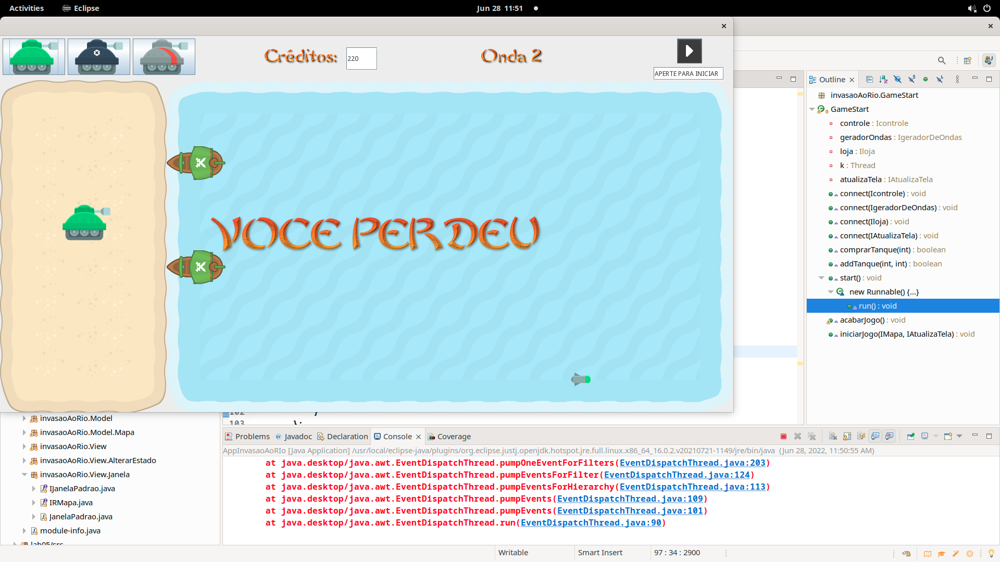 Activities
Eclipse
Jun 28 11:51
Créditos:
220
Onda 2
APERTE PARA INICIAR
VOCE PERDEU
Outline
invasaoAoRio.GameStart
GameStart
controle : Icontrole
geradorOndas : IgeradorDeOndas
loja : Iloja
k : Thread
atualizaTela : IAtualizaTela
connect(Icontrole) : void
connect(IgeradorDeOndas) : void
connect(Iloja) : void
connect(IAtualizaTela) : void
comprarTanque(int) : boolean
addTanque(int, int) : boolean
start() : void
new Runnable() {...}
run() : void
acabarJogo() : void
iniciarJogo(IMapa, IAtualizaTela) : void
invasaoAoRio.Model
invasaoAoRio.Model.Mapa
invasaoAoRio.View
invasaoAoRio.View.AlterarEstado
invasaoAoRio.View.Janela
IJanelaPadrao.java
IRMapa.java
JanelaPadrao.java
module-info.java
lab05/src
102 }
103 };
Problems
@ Javadoc
Declaration
Console
Coverage
AppInvasaoAoRIo [Java Application] /usr/local/eclipse-java/plugins/org.eclipse.justj.openjdk.hotspot.jre.full.linux.x86_64_16.0.2.v20210721-1149/jre/bin/java (Jun 28, 2022, 11:50:55 AM)
at java.desktop/java.awt.EventDispatchThread.pumpOneEventForFilters(EventDispatchThread.java:203)
at java.desktop/java.awt.EventDispatchThread.pumpEventsForFilter(EventDispatchThread.java:124)
at java.desktop/java.awt.EventDispatchThread.pumpEventsForHierarchy(EventDispatchThread.java:113)
at java.desktop/java.awt.EventDispatchThread.pumpEvents(EventDispatchThread.java:109)
at java.desktop/java.awt.EventDispatchThread.pumpEvents(EventDispatchThread.java:101)
at java.desktop/java.awt.EventDispatchThread.run(EventDispatchThread.java:90)
Writable
Smart Insert
97 : 34 : 2900